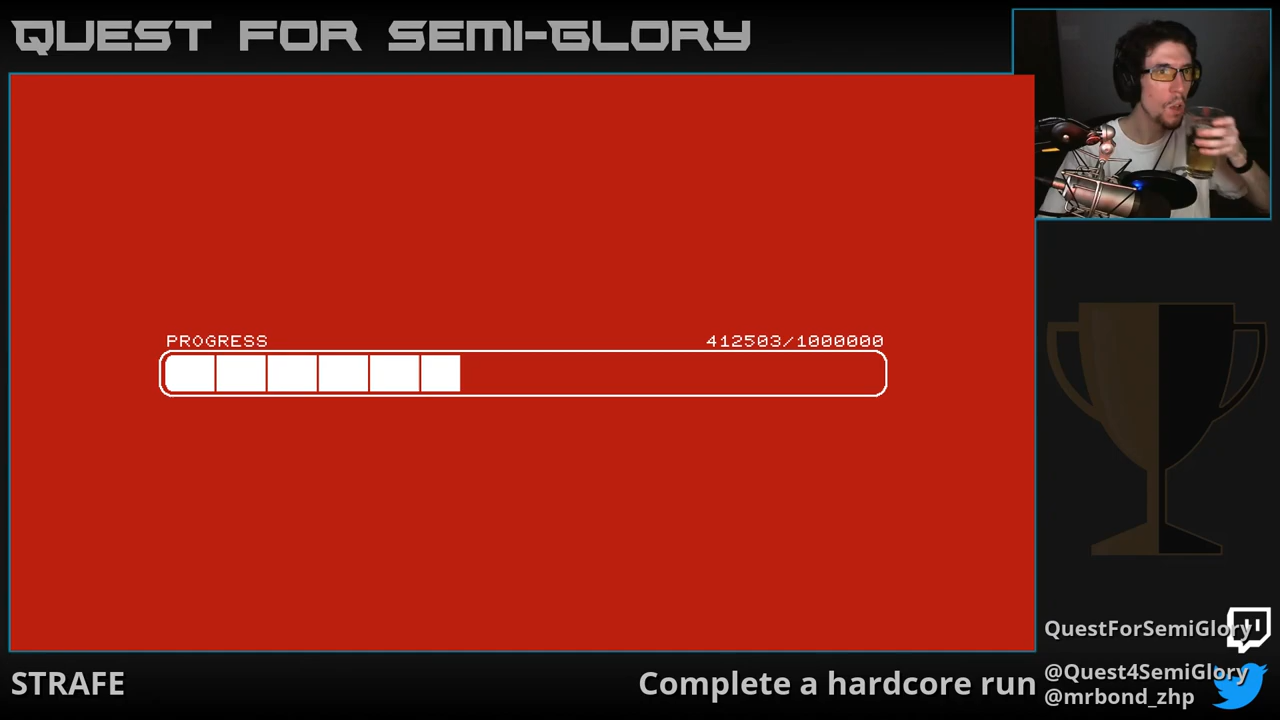 QUEST FOR SEMI-GLORY
PROGRESS 412503/1000000
QuestForSemiGlory
@Quest4SemiGlory
@mrbond_zhp
STRAFE
Complete a hardcore run